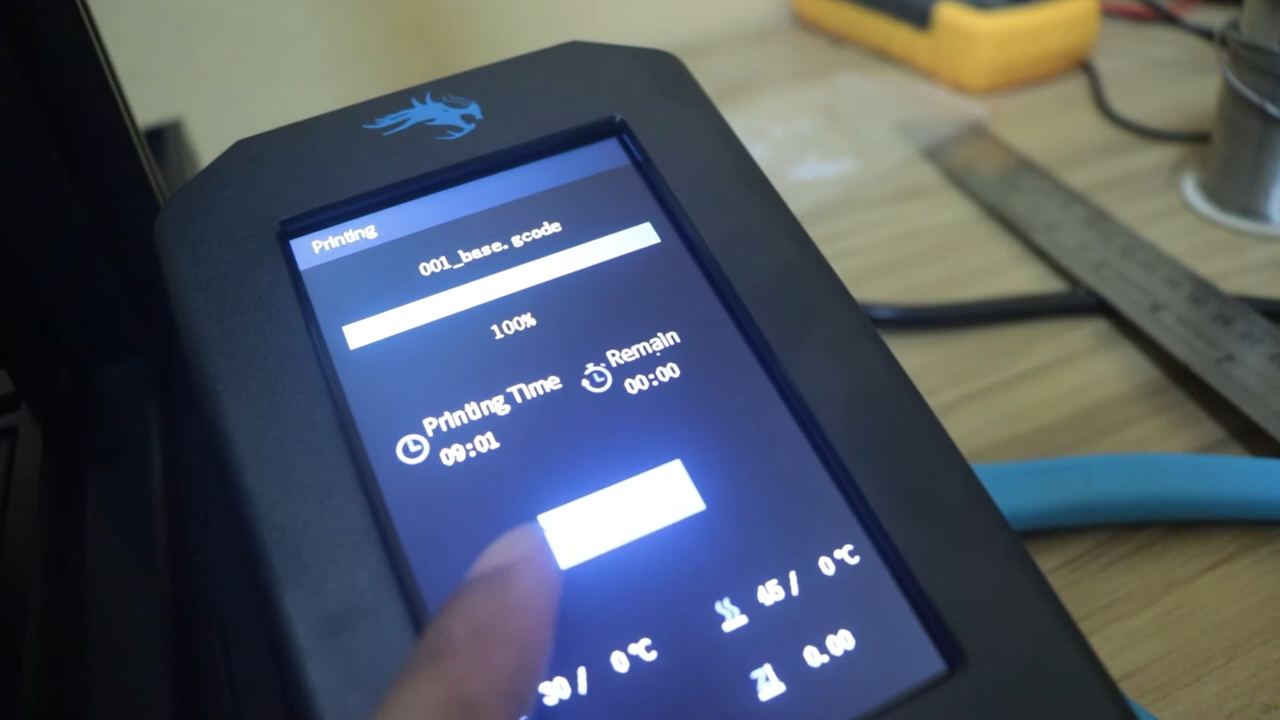 Printing
001_base.gcode
100%
Printing Time
09:01
Remain
00:00
45 / 0℃
30 / 0℃
0.00